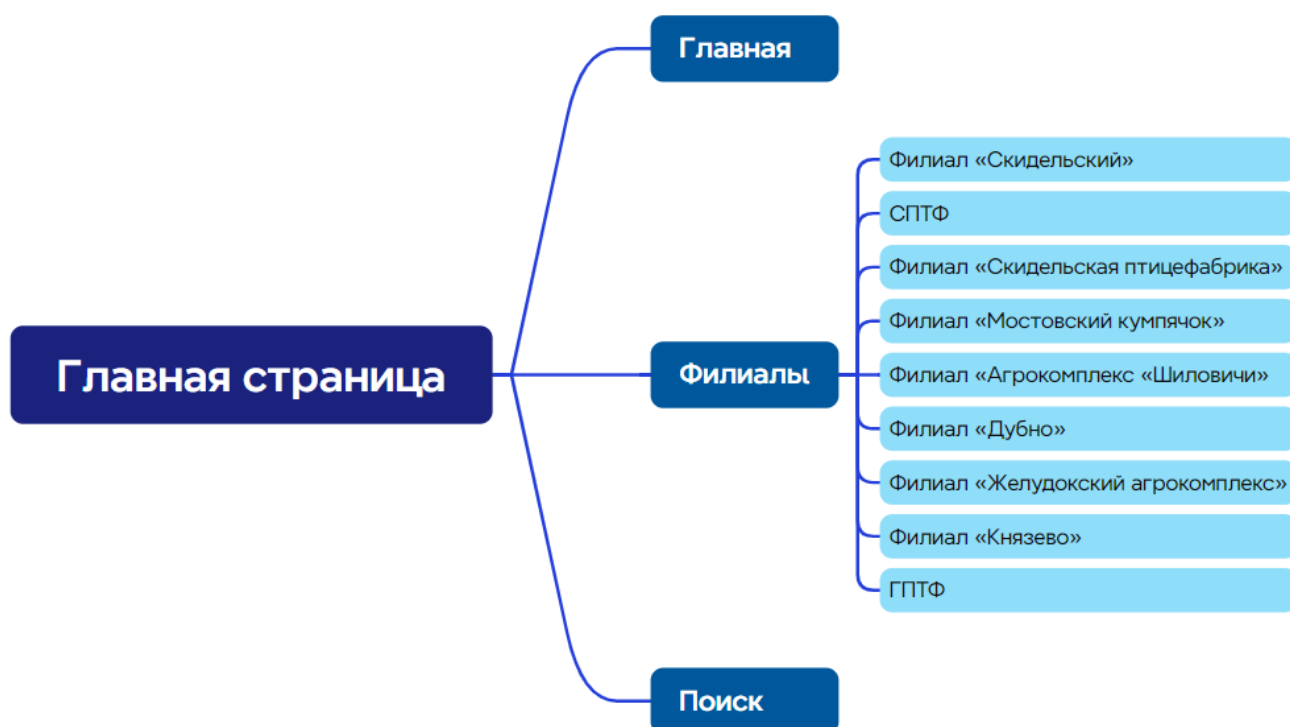 Главная
Филиал «Скидельский»
СПТФ
Филиал «Скидельская птицефабрика»
Филиал «Мостовский кумпячок»
Главная страница
Филиалы
Филиал «Агрокомплекс «Шиловичи»
Филиал «Дубно»
Филиал «Желудокский агрокомплекс»
Филиал «Князево»
ГПТФ
Поиск